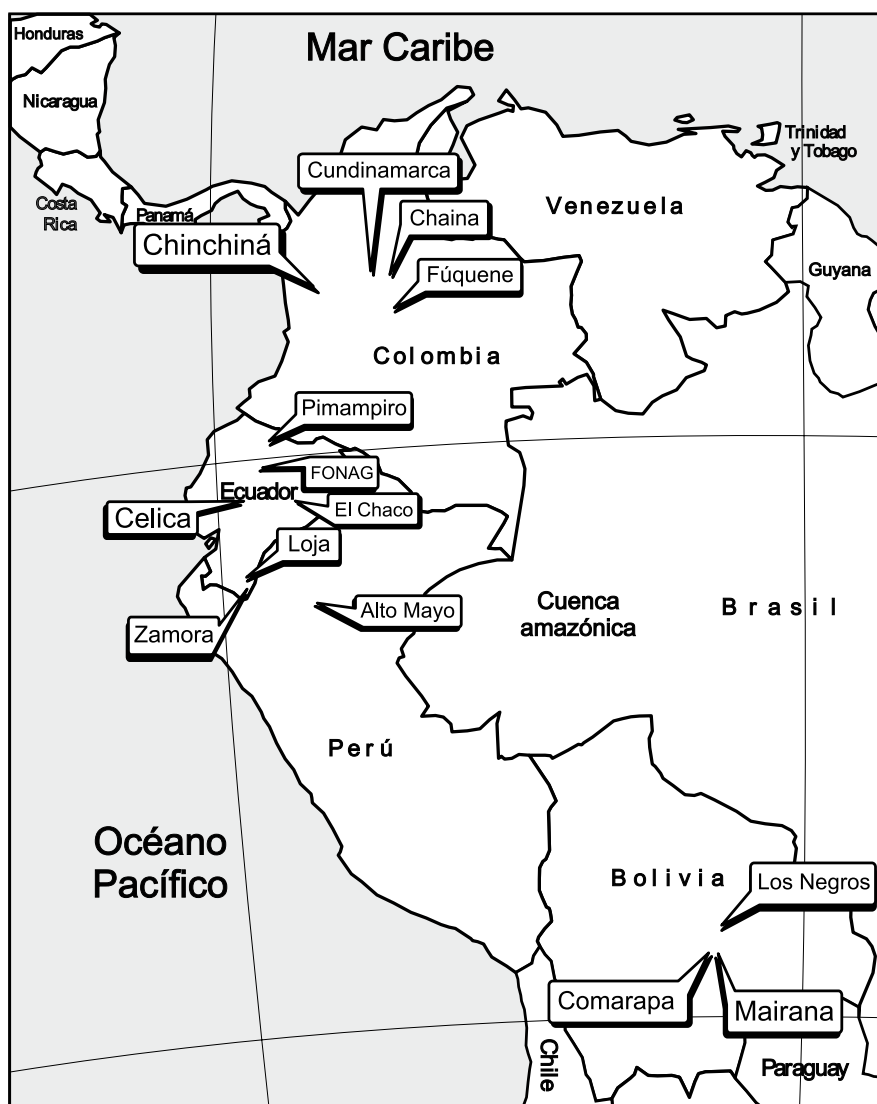 Honduras
Mar Caribe
Nicaragua
Trinidad
y Tobago
Cundinamarca
Costa
Rica
Panamá
Chaina
Venezuela
Chinchiná
Fúquene
Guyana
Colombia
Pimampiro
FONAG
Ecuador
Celica
El Chaco
Loja
Zamora
Alto Mayo
Cuenca
amazónica
Brasil
Perú
Océano
Pacífico
Bolivia
Los Negros
Comarapa
Mairana
Chile
Paraguay